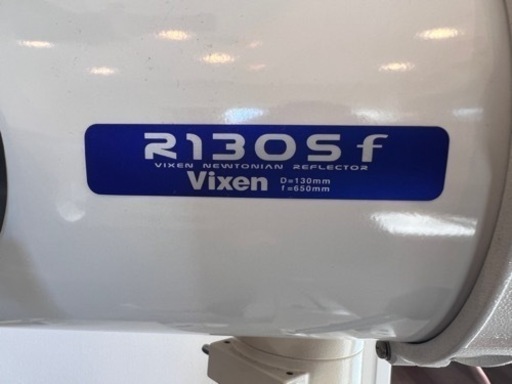 R130Sf
VIXEN NEWTONIAN REFLECTOR
Vixen D=130mm
f=650mm